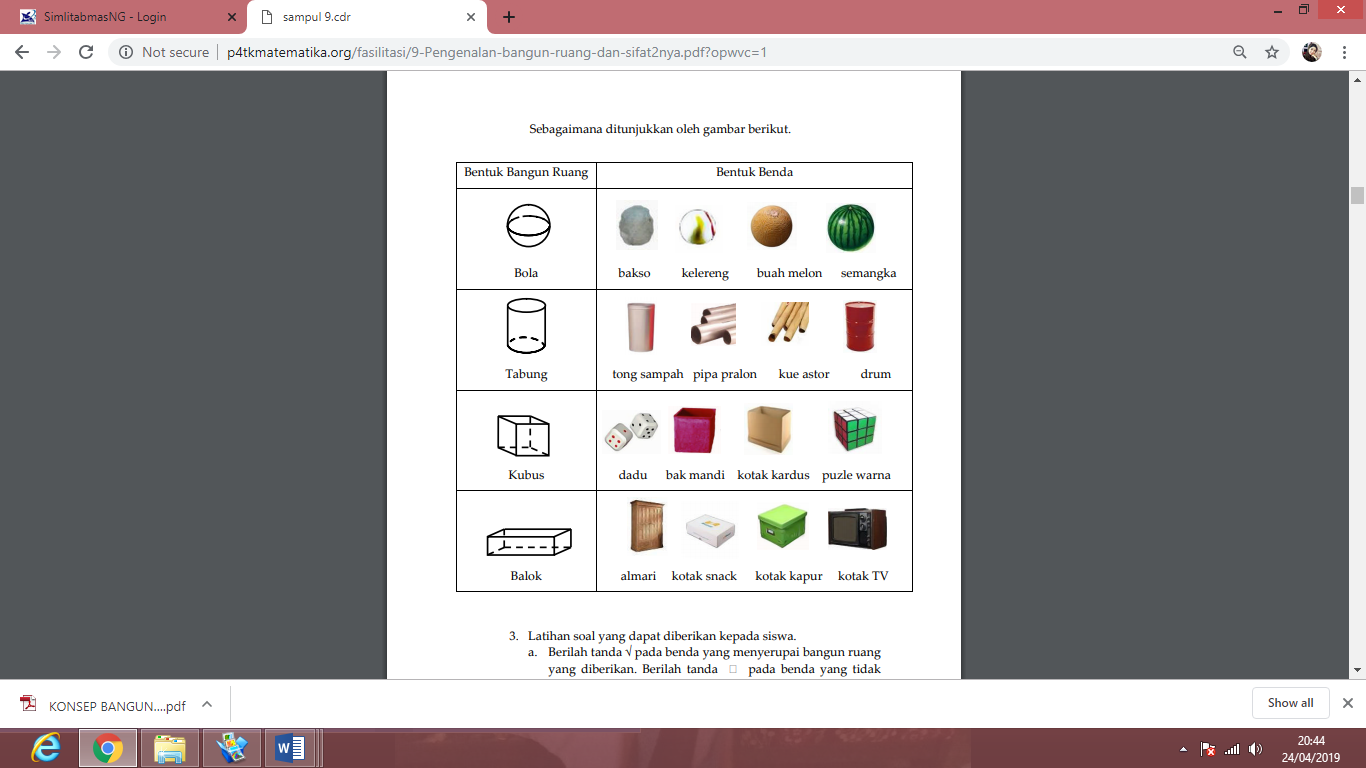 SimlitabmasNG - Login
sampul 9.cdr
Not secure
p4tkmatematika.org/fasilitasi/9-Pengenalan-bangun-ruang-dan-sifat2nya.pdf?opwvc=1
Sebagaimana ditunjukkan oleh gambar berikut.
Bentuk Bangun Ruang Bentuk Benda
Bola bakso kelereng buah melon semangka
Tabung tong sampah pipa pralon kue astor drum
Kubus dadu bak mandi kotak kardus puzle warna
Balok almari kotak snack kotak kapur kotak TV
3. Latihan soal yang dapat diberikan kepada siswa.
a. Berilah tanda √ pada benda yang menyerupai bangun ruang
yang diberikan. Berilah tanda □ pada benda yang tidak
KONSEP BANGUN....pdf
Show all
20:44
24/04/2019